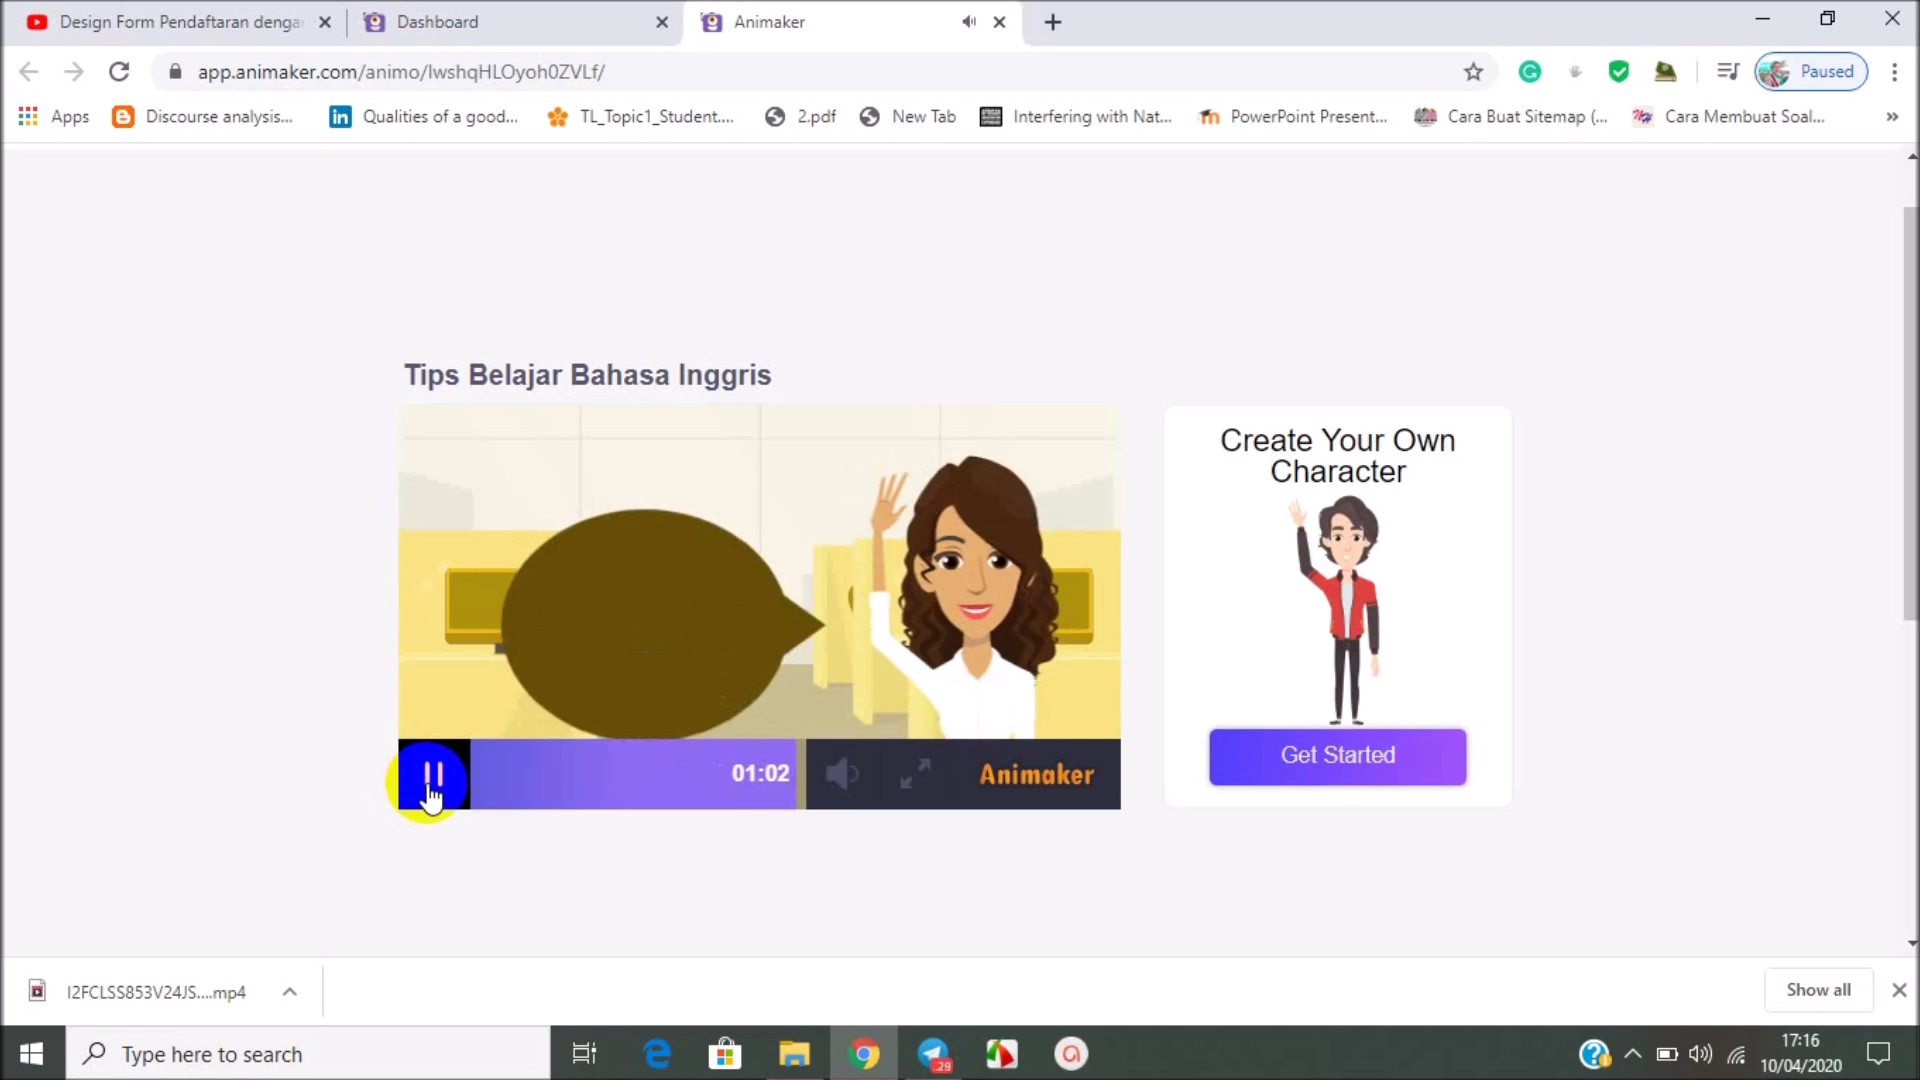 Design Form Pendaftaran denga
Dashboard
Animaker
app.animaker.com/animo/IwshqHLOyoh0ZVLf/
Paused
Apps
Discourse analysis...
Qualities of a good...
TL_Topic1_Student....
2.pdf
New Tab
Interfering with Nat...
PowerPoint Present...
Cara Buat Sitemap (...
Cara Membuat Soal...
»
Tips Belajar Bahasa Inggris
Create Your Own
Character
Get Started
01:02
Animaker
I2FCLSS853V24JS....mp4
Show all
Type here to search
29
17:16
10/04/2020